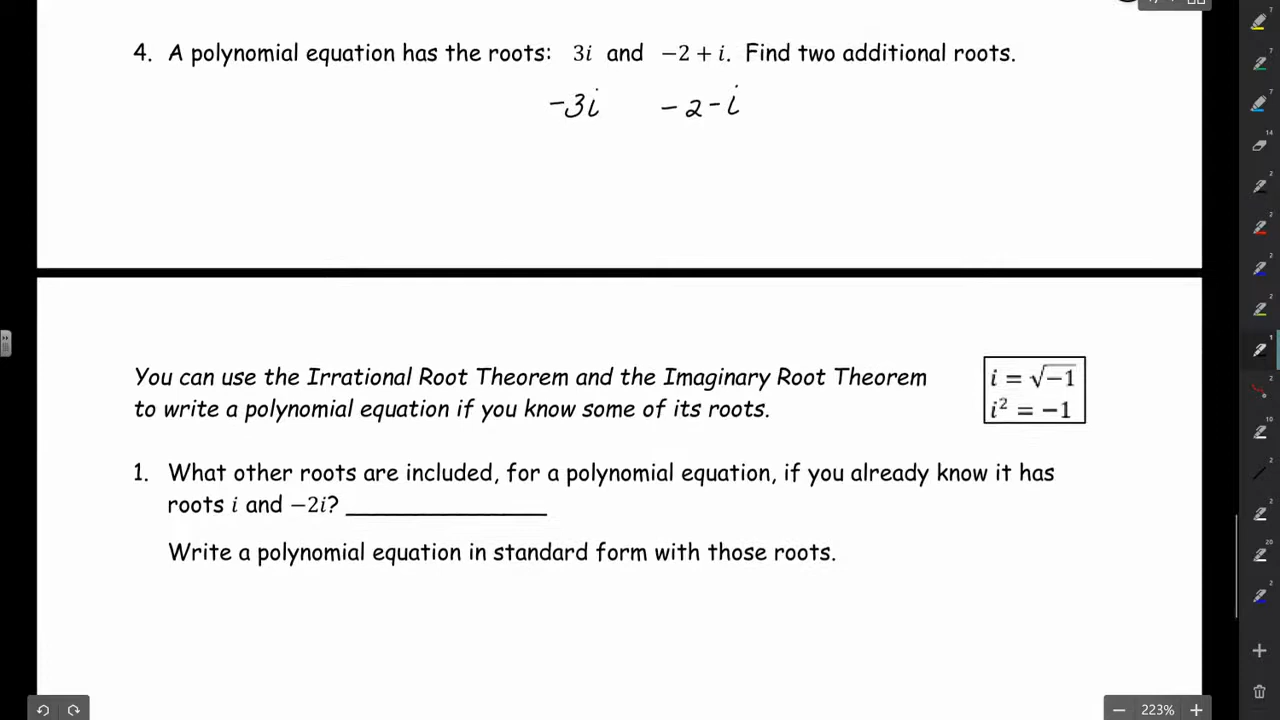 4. A polynomial equation has the roots: 3i and −2 + i. Find two additional roots.
-3i -2-i
You can use the Irrational Root Theorem and the Imaginary Root Theorem
to write a polynomial equation if you know some of its roots.
i = √−1
i² = −1
1. What other roots are included, for a polynomial equation, if you already know it has
roots i and −2i? _______________
Write a polynomial equation in standard form with those roots.
223%